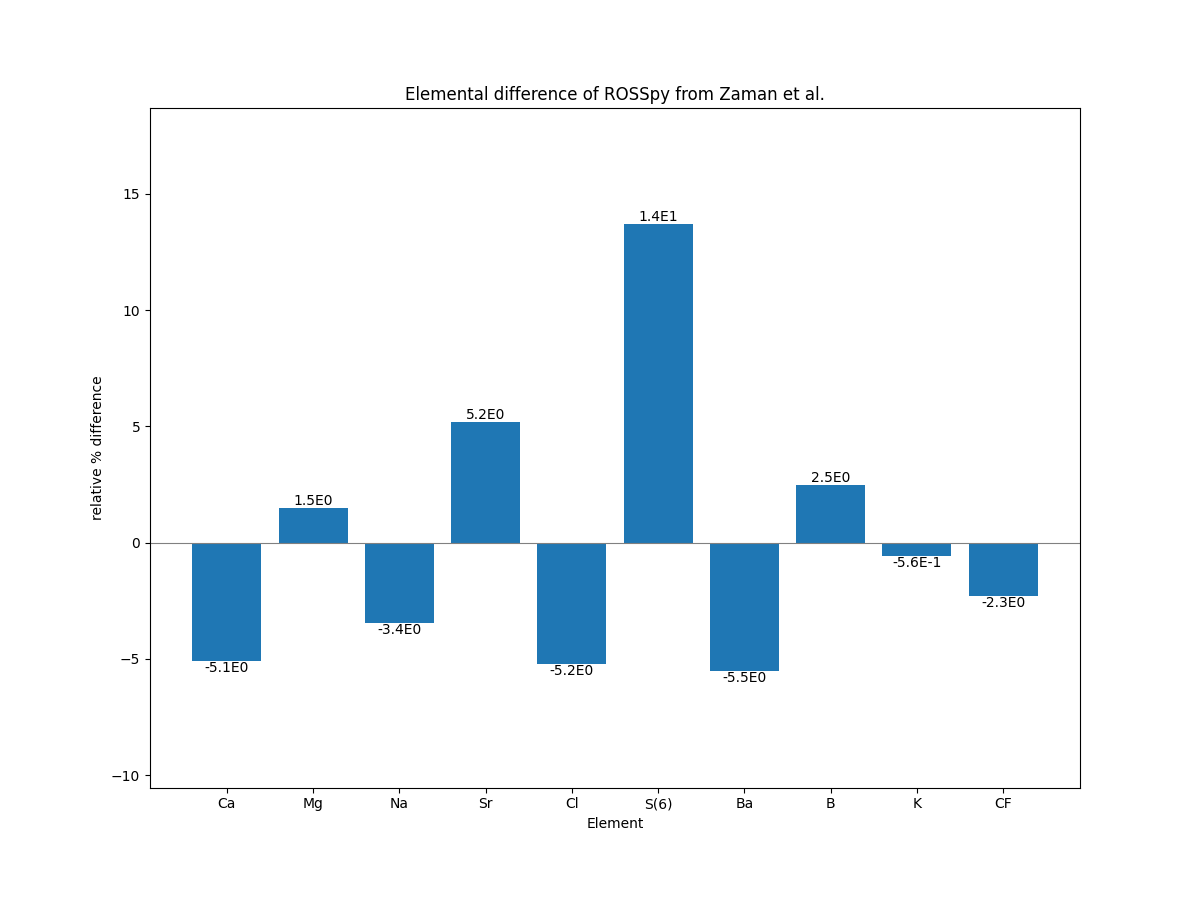 Elemental difference of ROSSpy from Zaman et al.
15
10
5
0
−5
−10
relative % difference
1.4E1
5.2E0
2.5E0
1.5E0
-5.6E-1
-2.3E0
-3.4E0
-5.1E0
-5.2E0
-5.5E0
Ca Mg Na Sr Cl S(6) Ba B K CF
Element